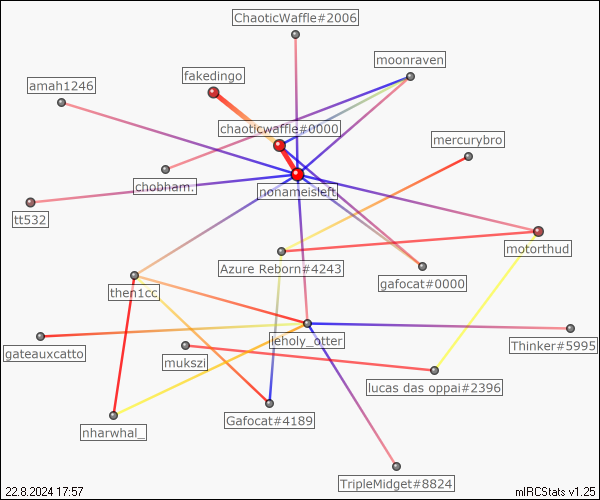 ChaoticWaffle#2006
moonraven
fakedingo
amah1246
chaoticwaffle#0000
mercurybro
chobham.
nonameisleft
tt532
motorthud
Azure Reborn#4243
gafocat#0000
then1cc
leholy_otter
Thinker#5995
gateauxcatto
mukszi
lucas das oppai#2396
Gafocat#4189
nharwhal_
TripleMidget#8824
22.8.2024 17:57
mIRCStats v1.25